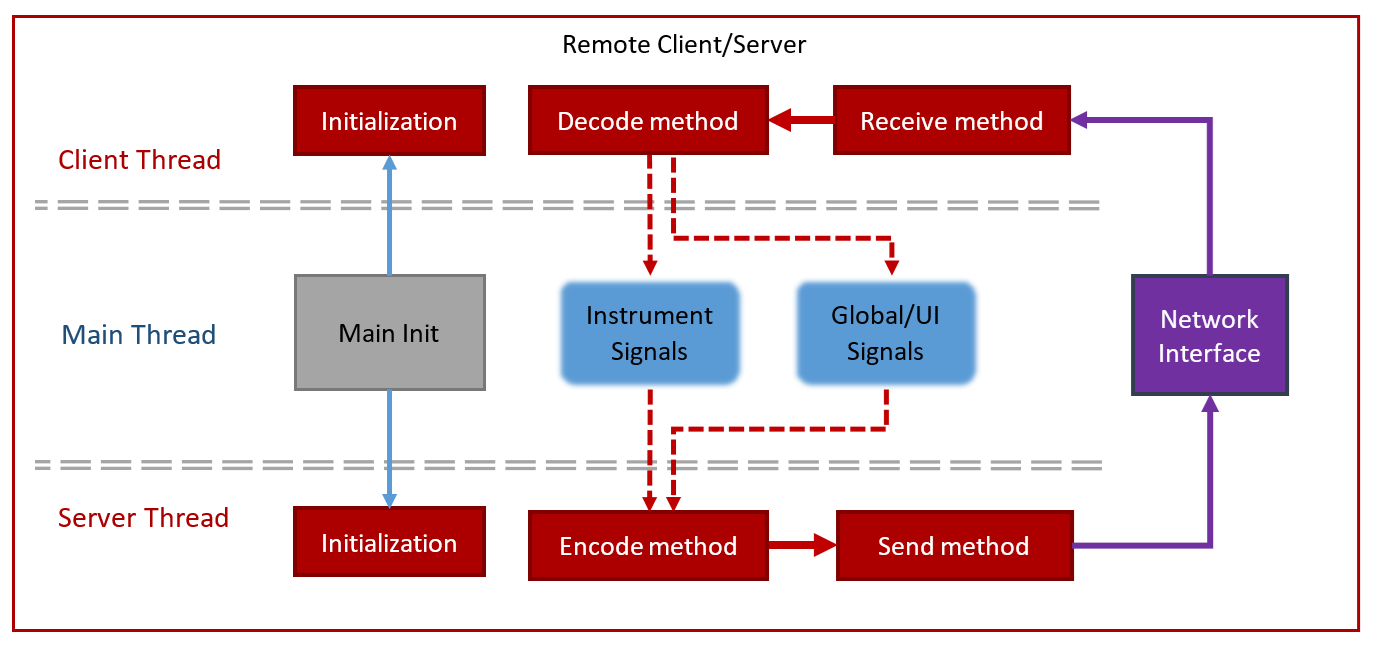 Remote Client/Server
Initialization
Decode method
Receive method
Client Thread
Main Thread
Main Init
Instrument
Signals
Global/UI
Signals
Network
Interface
Server Thread
Initialization
Encode method
Send method